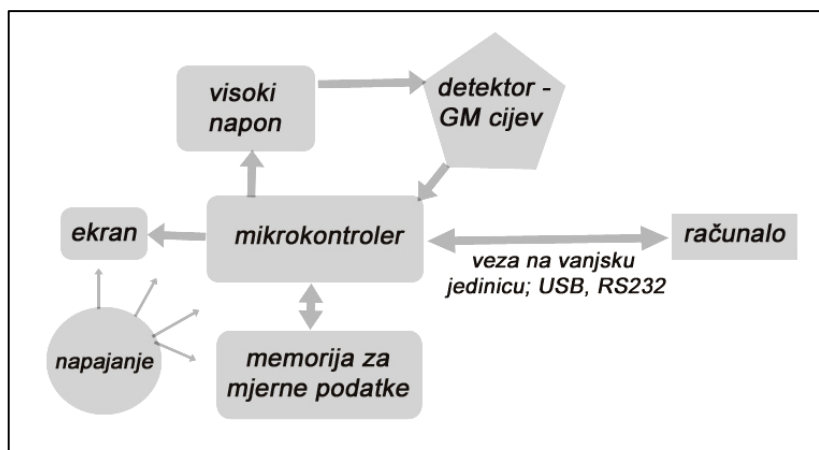 visoki
napon
detektor -
GM cijev
ekran
mikrokontroler
računalo
veza na vanjsku
jedinicu; USB, RS232
napajanje
memorija za
mjerne podatke